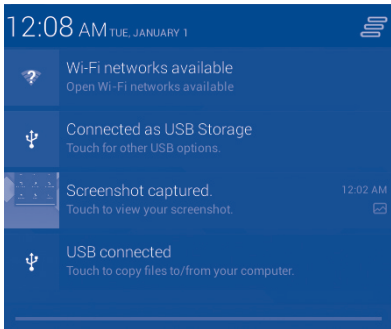 12:08 AM TUE, JANUARY 1
Wi-Fi networks available
Open Wi-Fi networks available
Connected as USB Storage
Touch for other USB options.
Screenshot captured. 12:02 AM
Touch to view your screenshot.
USB connected
Touch to copy files to/from your computer.